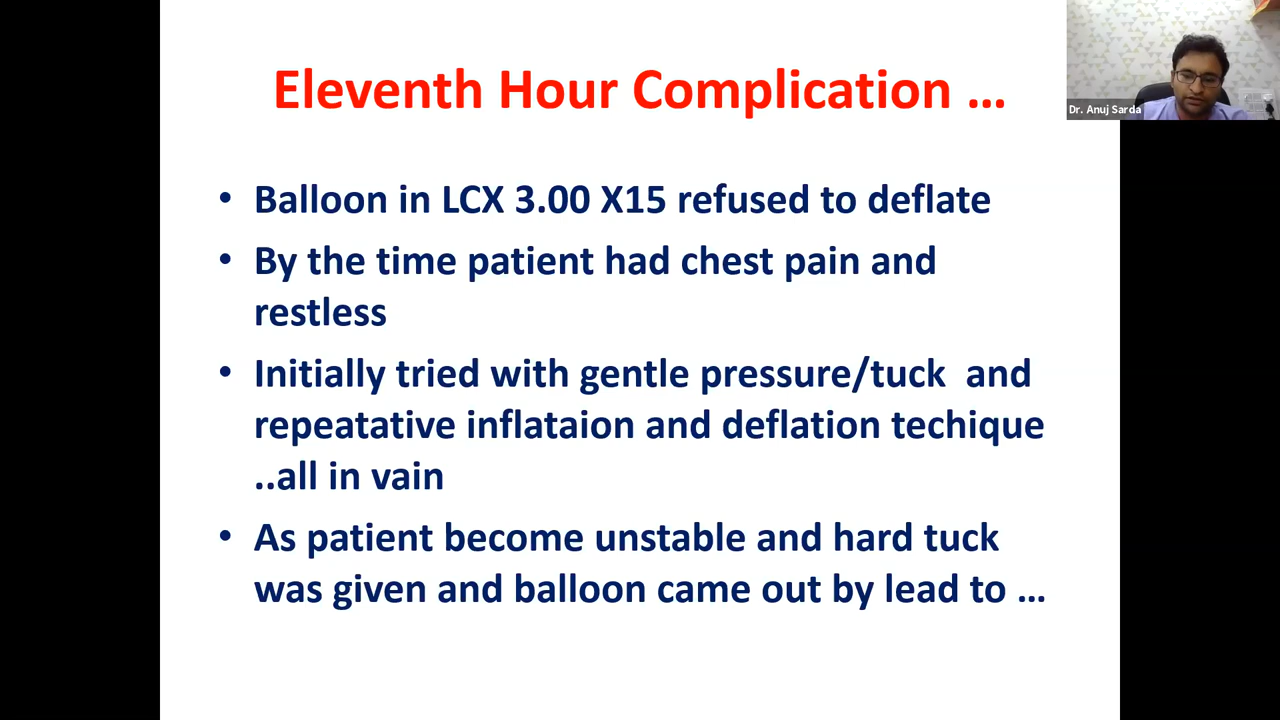 Eleventh Hour Complication ...
Dr. Anuj Sarda
• Balloon in LCX 3.00 X15 refused to deflate
• By the time patient had chest pain and
restless
• Initially tried with gentle pressure/tuck and
repeatative inflataion and deflation techique
..all in vain
• As patient become unstable and hard tuck
was given and balloon came out by lead to ...